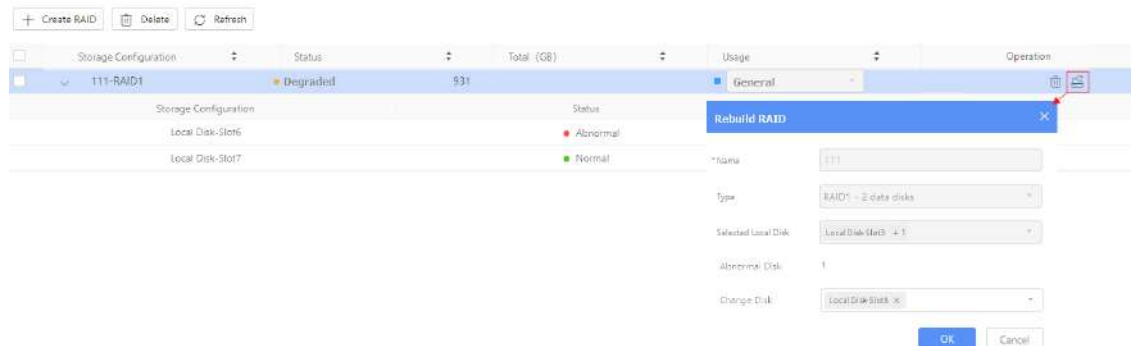 Create RAID Delete Refresh
Storage Configuration Status Total (GB) Usage Operation
111-RAID1 Degraded 931 General
Storage Configuration Status
Local Disk-Slot6 Abnormal
Local Disk-Slot7 Normal
Rebuild RAID
*Name 111
Type RAID1 - 2 data disks
Selected Local Disk + 1
Abnormal Disk 1
Change Disk
OK Cancel